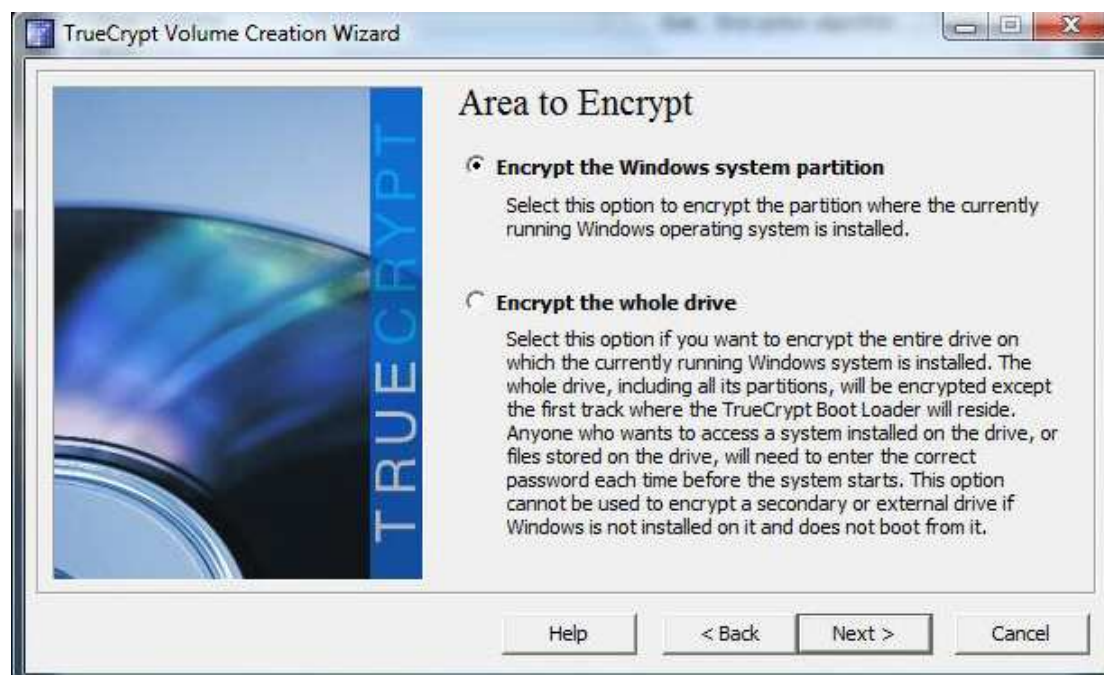 TrueCrypt Volume Creation Wizard
TRUECRYPT
Area to Encrypt
Encrypt the Windows system partition
Select this option to encrypt the partition where the currently
running Windows operating system is installed.
Encrypt the whole drive
Select this option if you want to encrypt the entire drive on
which the currently running Windows system is installed. The
whole drive, including all its partitions, will be encrypted except
the first track where the TrueCrypt Boot Loader will reside.
Anyone who wants to access a system installed on the drive, or
files stored on the drive, will need to enter the correct
password each time before the system starts. This option
cannot be used to encrypt a secondary or external drive if
Windows is not installed on it and does not boot from it.
Help
< Back
Next >
Cancel